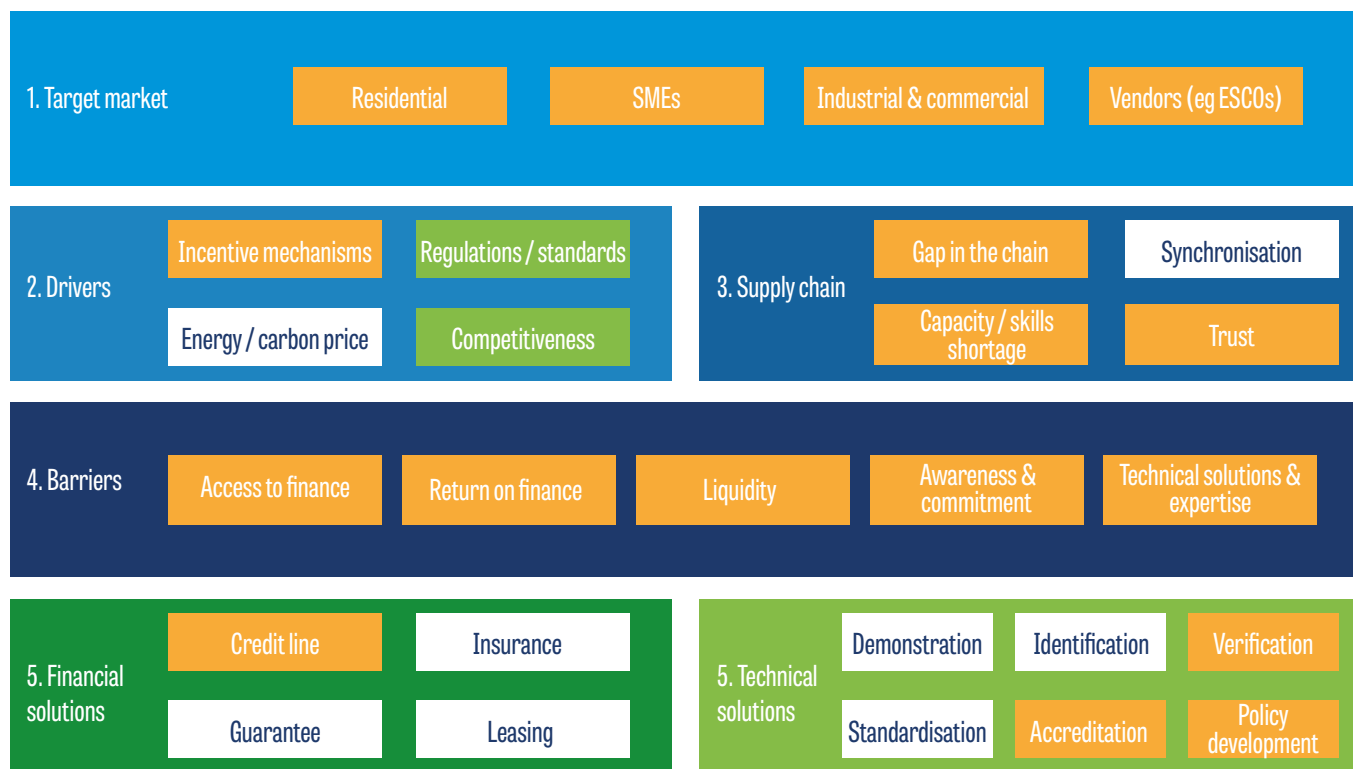 1. Target market
Residential
SMEs
Industrial & commercial
Vendors (eg ESCOs)
2. Drivers
Incentive mechanisms
Regulations / standards
Energy / carbon price
Competitiveness
3. Supply chain
Gap in the chain
Synchronisation
Capacity / skills
shortage
Trust
4. Barriers
Access to finance
Return on finance
Liquidity
Awareness &
commitment
Technical solutions &
expertise
5. Financial
solutions
Credit line
Insurance
Guarantee
Leasing
5. Technical
solutions
Demonstration
Identification
Verification
Standardisation
Accreditation
Policy
development